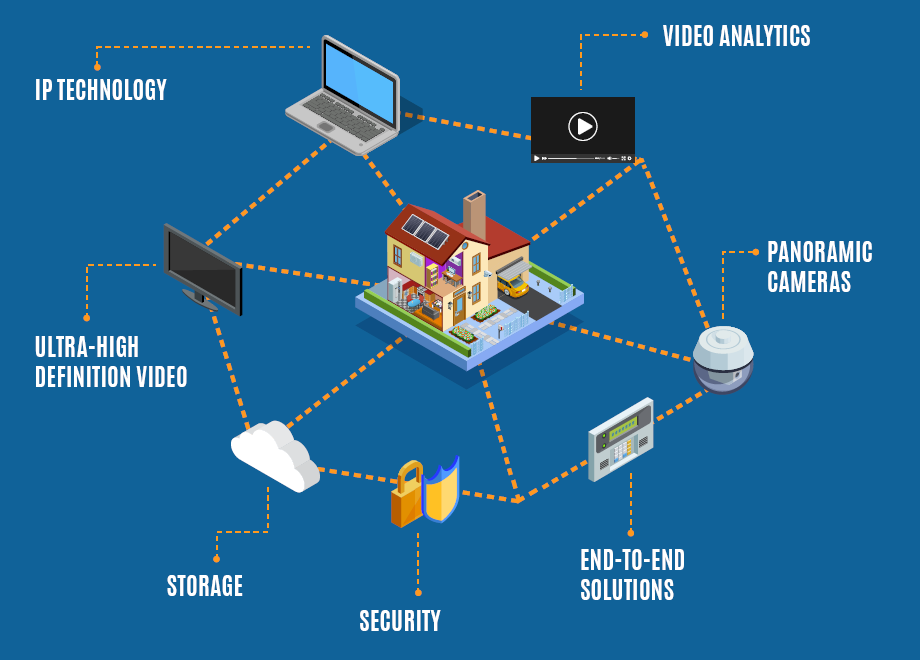 VIDEO ANALYTICS
IP TECHNOLOGY
PANORAMIC
CAMERAS
ULTRA-HIGH
DEFINITION VIDEO
END-TO-END
SOLUTIONS
STORAGE
SECURITY